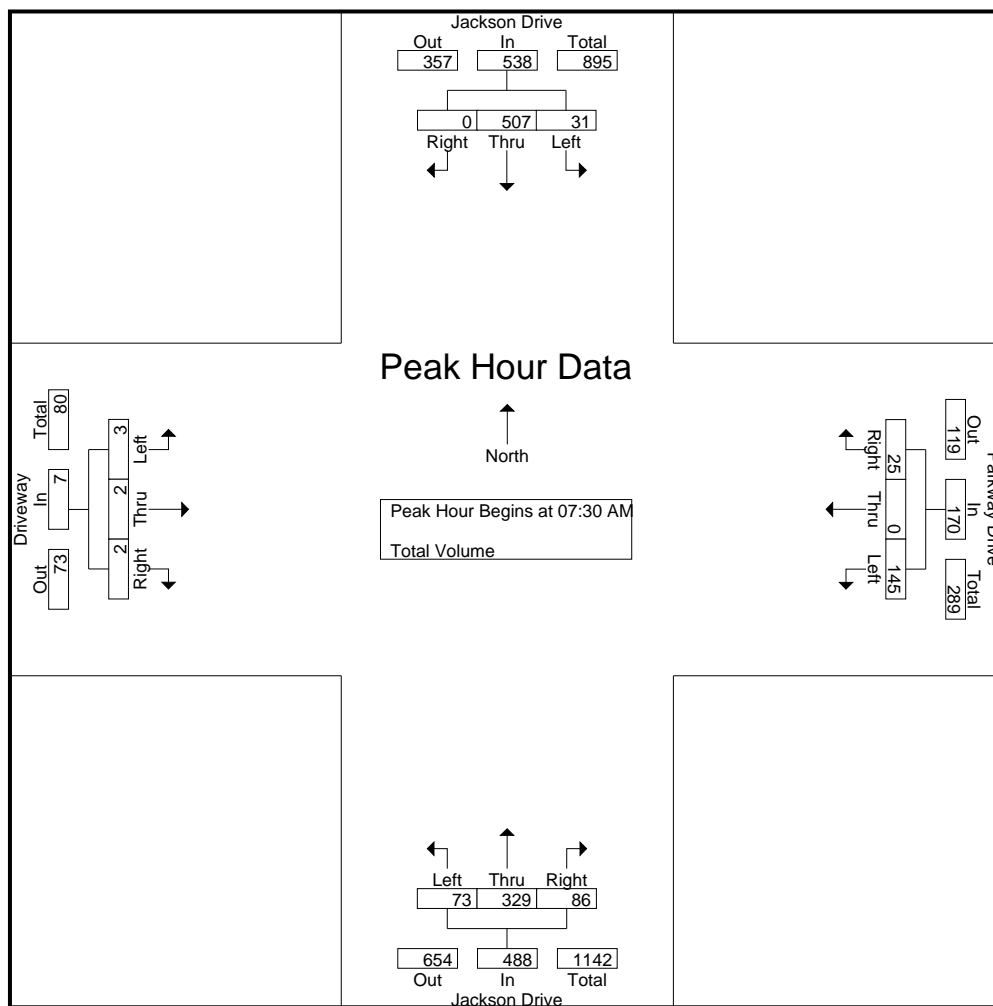 Jackson Drive
Out In Total
357 538 895
0 507 31
Right Thru Left
Peak Hour Data
North
Peak Hour Begins at 07:30 AM
Total Volume
Driveway
Out In Total
73 7 80
Right Thru Left
2 2 3
Right Thru Left
25 0 145
Out In Total
119 170 289
Parkway Drive
Left Thru Right
73 329 86
654 488 1142
Out In Total
Jackson Drive